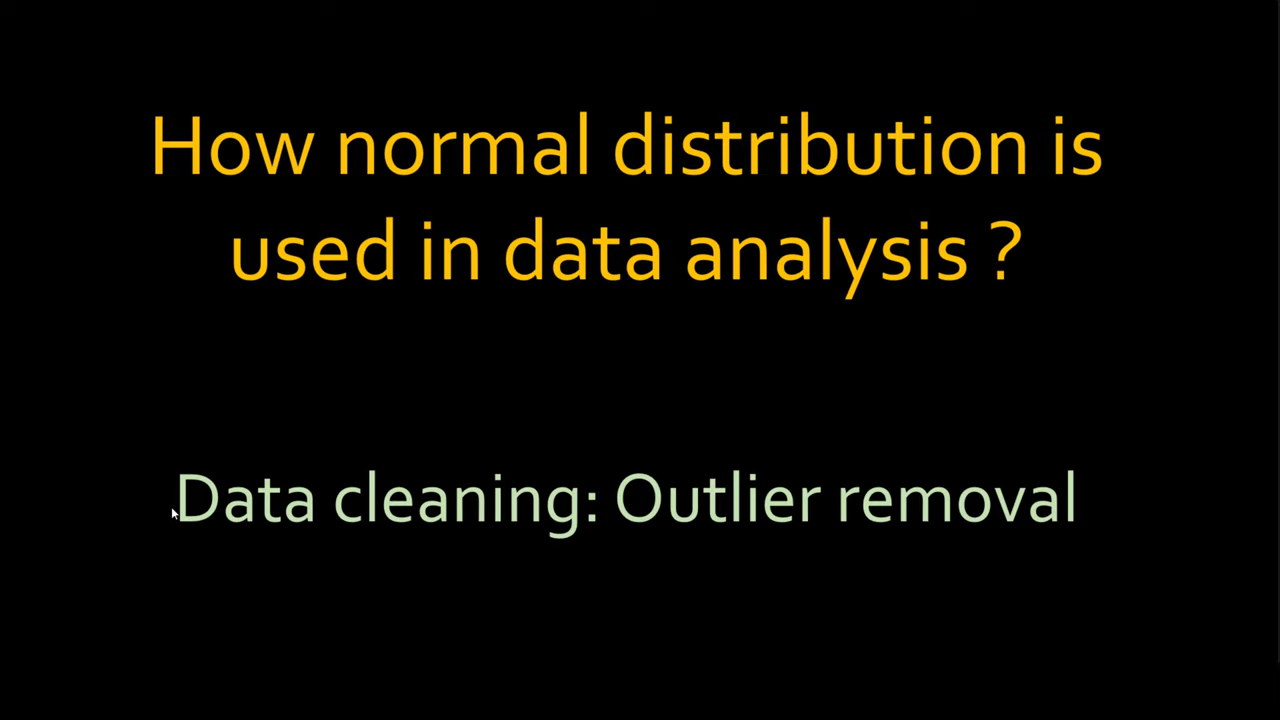 How normal distribution is
used in data analysis ?
Data cleaning: Outlier removal